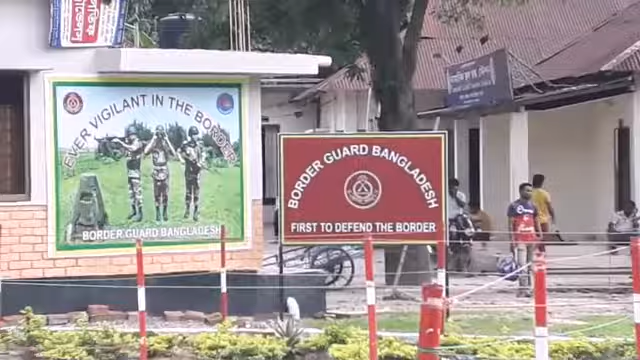 EVER VIGILANT IN THE BORDER
BORDER GUARD BANGLADESH
BORDER GUARD BANGLADESH
FIRST TO DEFEND THE BORDER